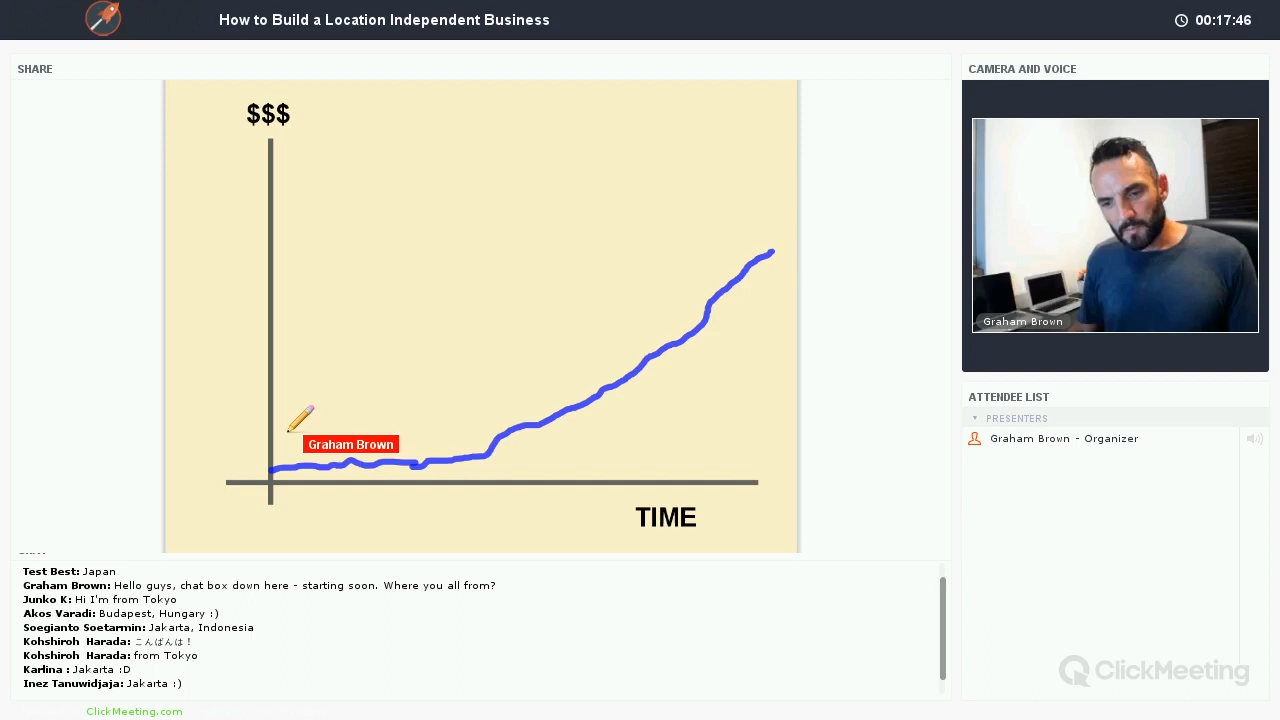 How to Build a Location Independent Business
00:17:46
SHARE
$$$
Graham Brown
TIME
Test Best: Japan
Graham Brown: Hello guys, chat box down here - starting soon. Where you all from?
Junko K: Hi I'm from Tokyo
Akos Varadi: Budapest, Hungary :)
Soegianto Soetarmin: Jakarta, Indonesia
Kohshiroh Harada: こんばんは！
Kohshiroh Harada: from Tokyo
Karlina : Jakarta :D
Inez Tanuwidjaja: Jakarta :)
ClickMeeting.com
CAMERA AND VOICE
Graham Brown
ATTENDEE LIST
PRESENTERS
Graham Brown - Organizer
ClickMeeting